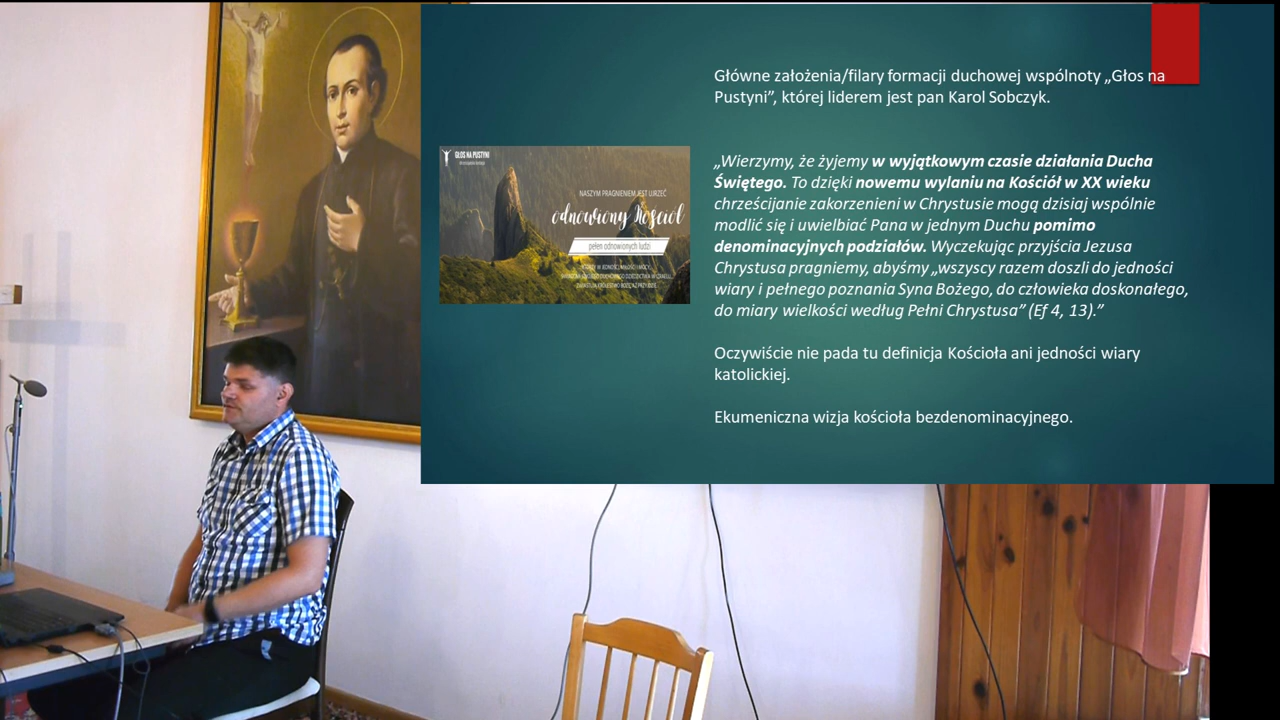 Główne założenia/filary formacji duchowej wspólnoty „Głos na
Pustyni”, której liderem jest pan Karol Sobczyk.
GŁOS NA PUSTYNI
NASZYM PRAGNIENIEM JEST UJRZEĆ
odnowiony Kościół
pełen odnowionych ludzi
„Wierzymy, że żyjemy w wyjątkowym czasie działania Ducha
Świętego. To dzięki nowemu wylaniu na Kościół w XX wieku
chrześcijanie zakorzenieni w Chrystusie mogą dzisiaj wspólnie
modlić się i uwielbiać Pana w jednym Duchu pomimo
denominacyjnych podziałów. Wyczekując przyjścia Jezusa
Chrystusa pragniemy, abyśmy „wszyscy razem doszli do jedności
wiary i pełnego poznania Syna Bożego, do człowieka doskonałego,
do miary wielkości według Pełni Chrystusa” (Ef 4, 13).”
Oczywiście nie pada tu definicja Kościoła ani jedności wiary
katolickiej.
Ekumeniczna wizja kościoła bezdenominacyjnego.